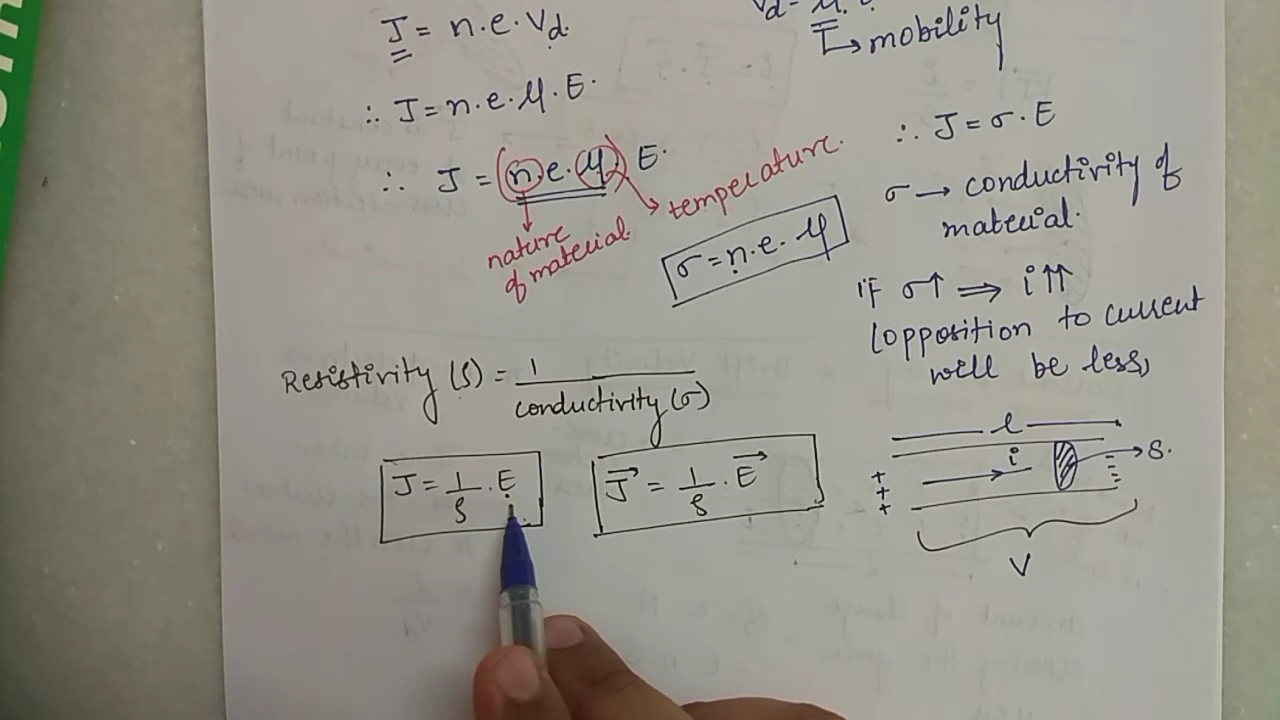 J = n.e.Vd.
Vd = μ.
↳ mobility
∴ J = n.e.μ.E.
∴ J = (n.e.μ) E.
temperature.
nature
of material.
σ = n.e.μ
∴ J = σ.E
σ → conductivity of
material.
if σ↑ ⟹ i↑↑
(opposition to current
will be less,
Resistivity (ρ) = 1 / conductivity (σ)
J = 1/ρ . E
J⃗ = 1/ρ . E⃗
l
i
S.
+
+
+
V